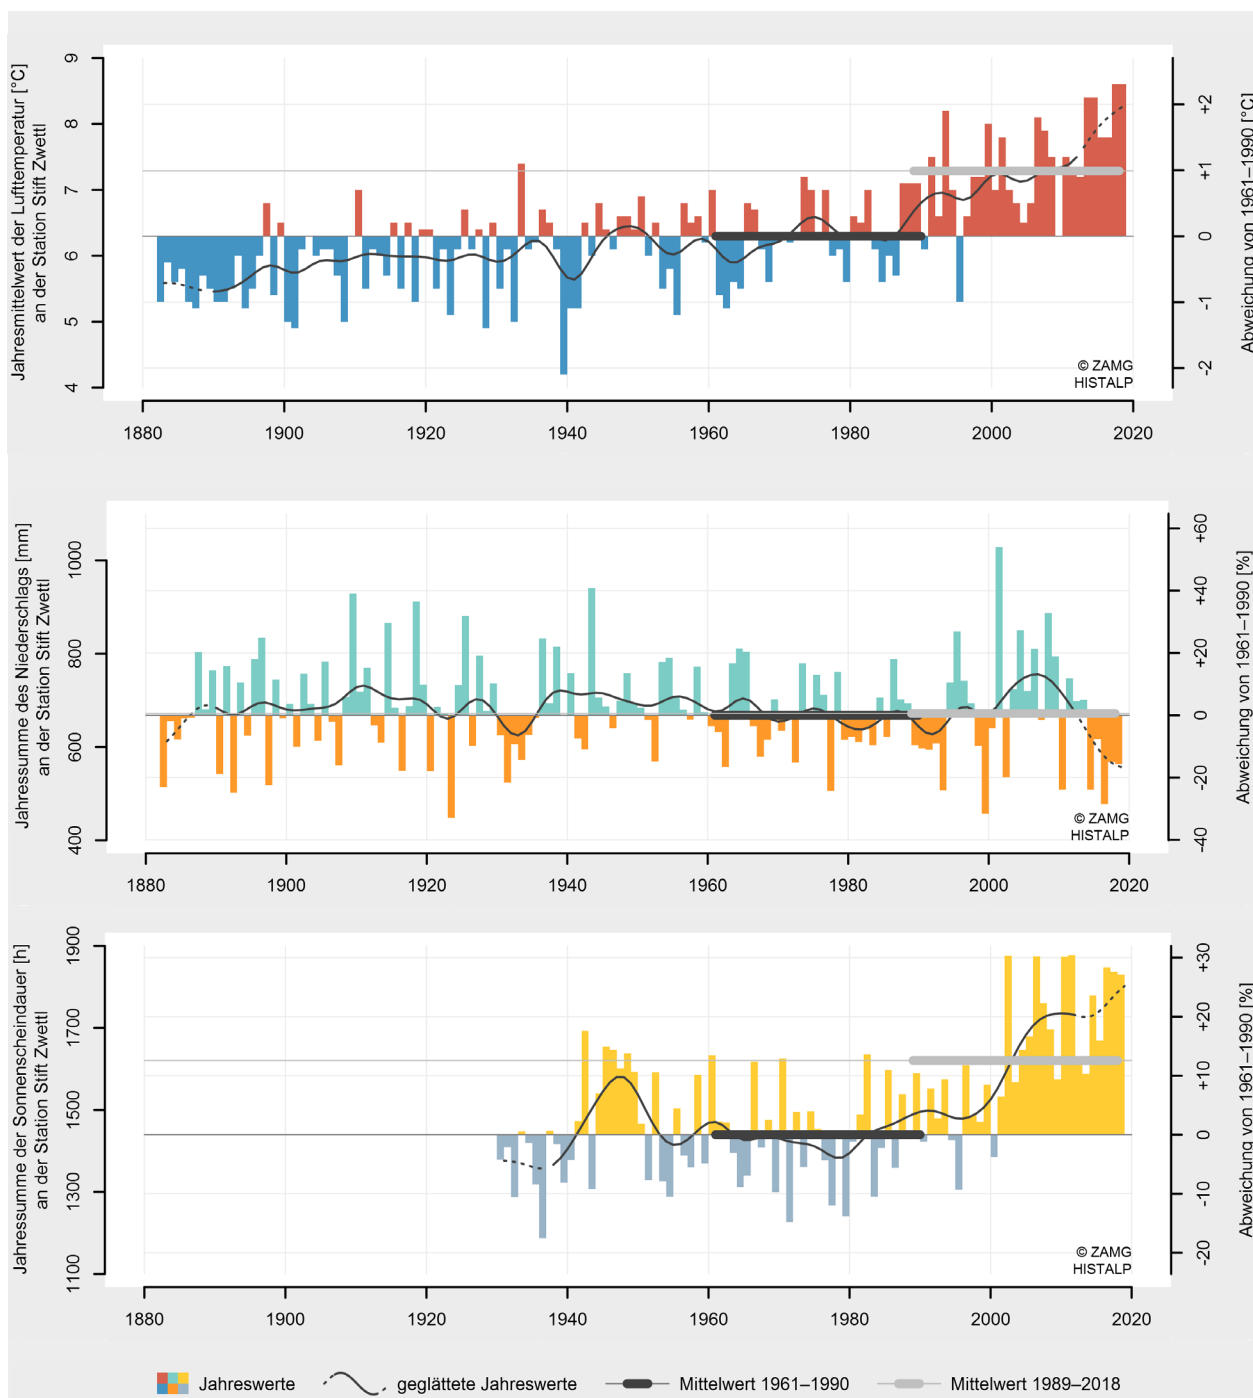 Jahresmittelwert der Lufttemperatur [°C]
an der Station Stift Zwettl
9
8
7
6
5
4
+2
+1
0
-1
-2
Abweichung von 1961–1990 [°C]
© ZAMG
HISTALP
1880 1900 1920 1940 1960 1980 2000 2020
Jahressumme des Niederschlags [mm]
an der Station Stift Zwettl
1000
800
600
400
+60
+40
+20
0
-20
-40
Abweichung von 1961–1990 [%]
© ZAMG
HISTALP
1880 1900 1920 1940 1960 1980 2000 2020
Jahressumme der Sonnenscheindauer [h]
an der Station Stift Zwettl
1900
1700
1500
1300
1100
+30
+20
+10
0
-10
-20
Abweichung von 1961–1990 [%]
© ZAMG
HISTALP
1880 1900 1920 1940 1960 1980 2000 2020
Jahreswerte geglättete Jahreswerte Mittelwert 1961–1990 Mittelwert 1989–2018